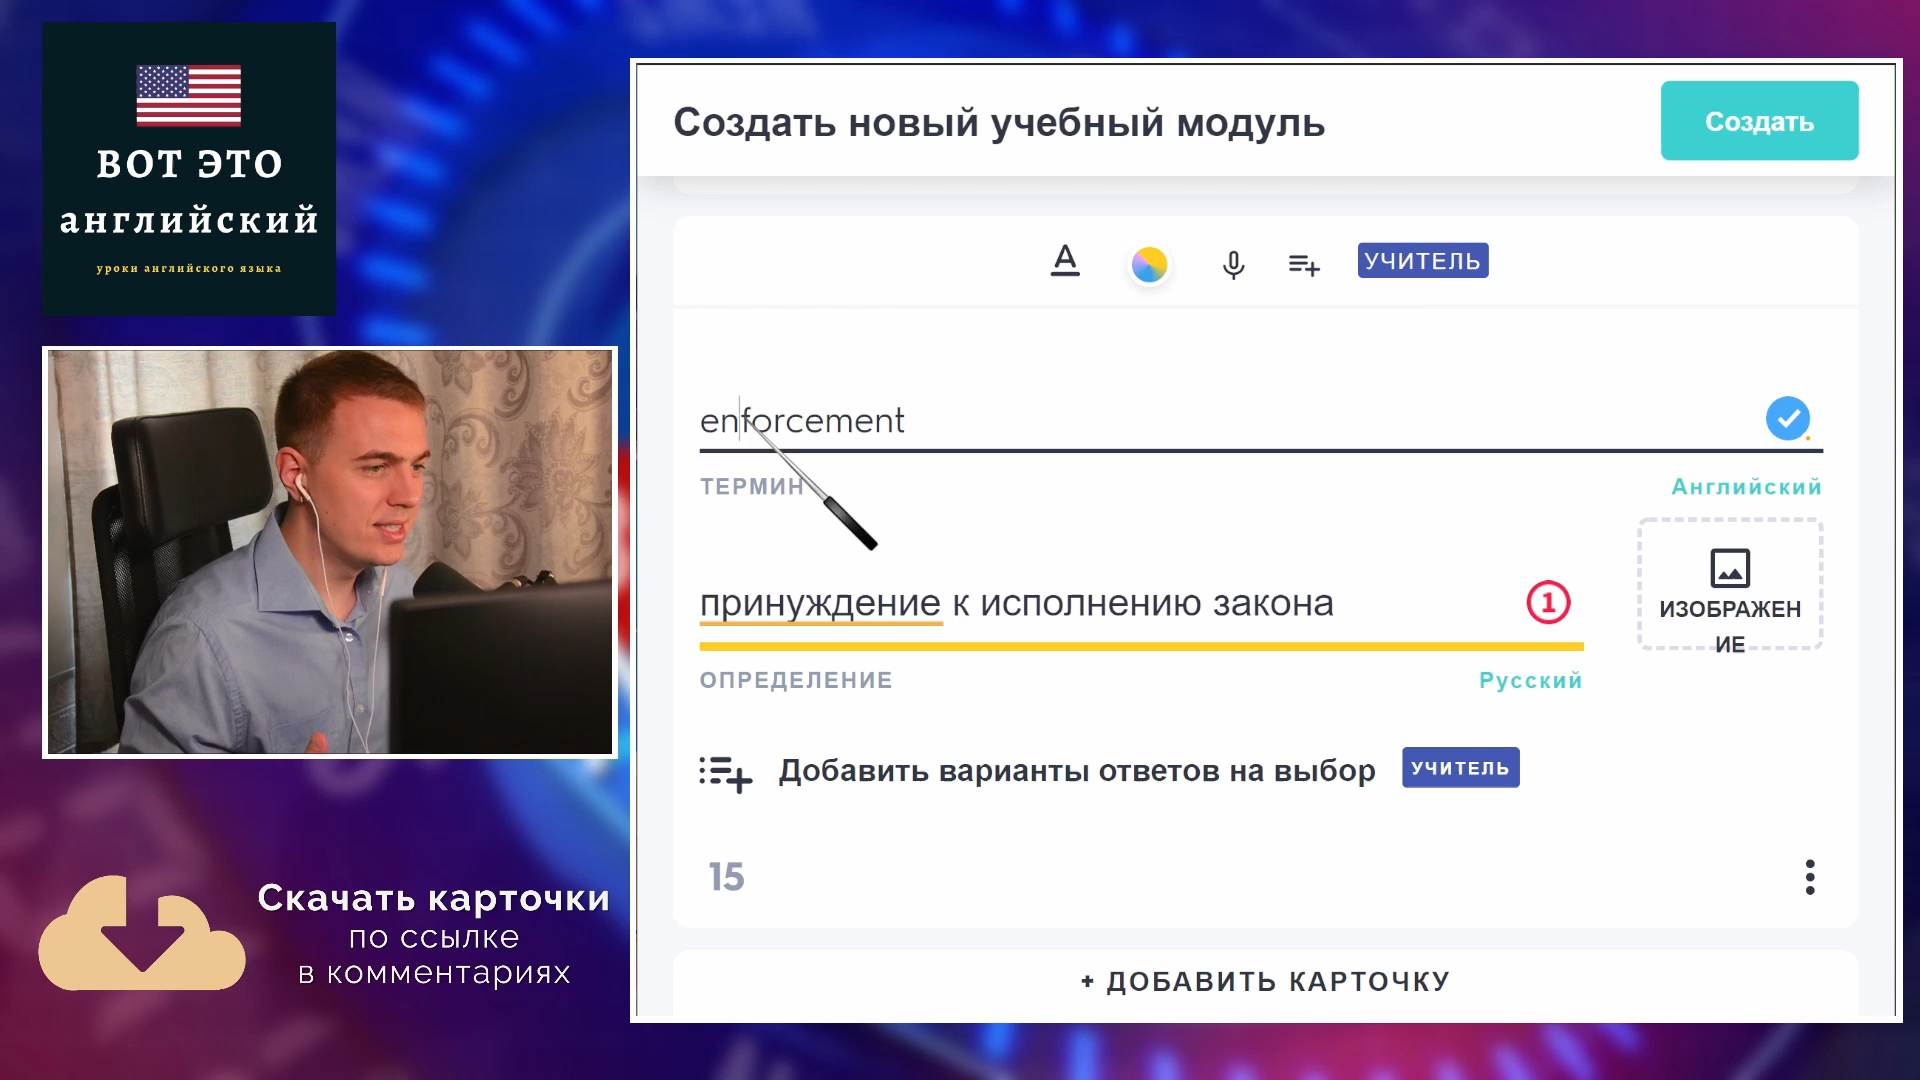 ВОТ ЭТО
английский
уроки английского языка
Создать новый учебный модуль
Создать
A
УЧИТЕЛЬ
enforcement
ТЕРМИН
Английский
принуждение к исполнению закона
1
ИЗОБРАЖЕН
ИЕ
ОПРЕДЕЛЕНИЕ
Русский
Добавить варианты ответов на выбор
УЧИТЕЛЬ
15
+ ДОБАВИТЬ КАРТОЧКУ
Скачать карточки
по ссылке
в комментариях